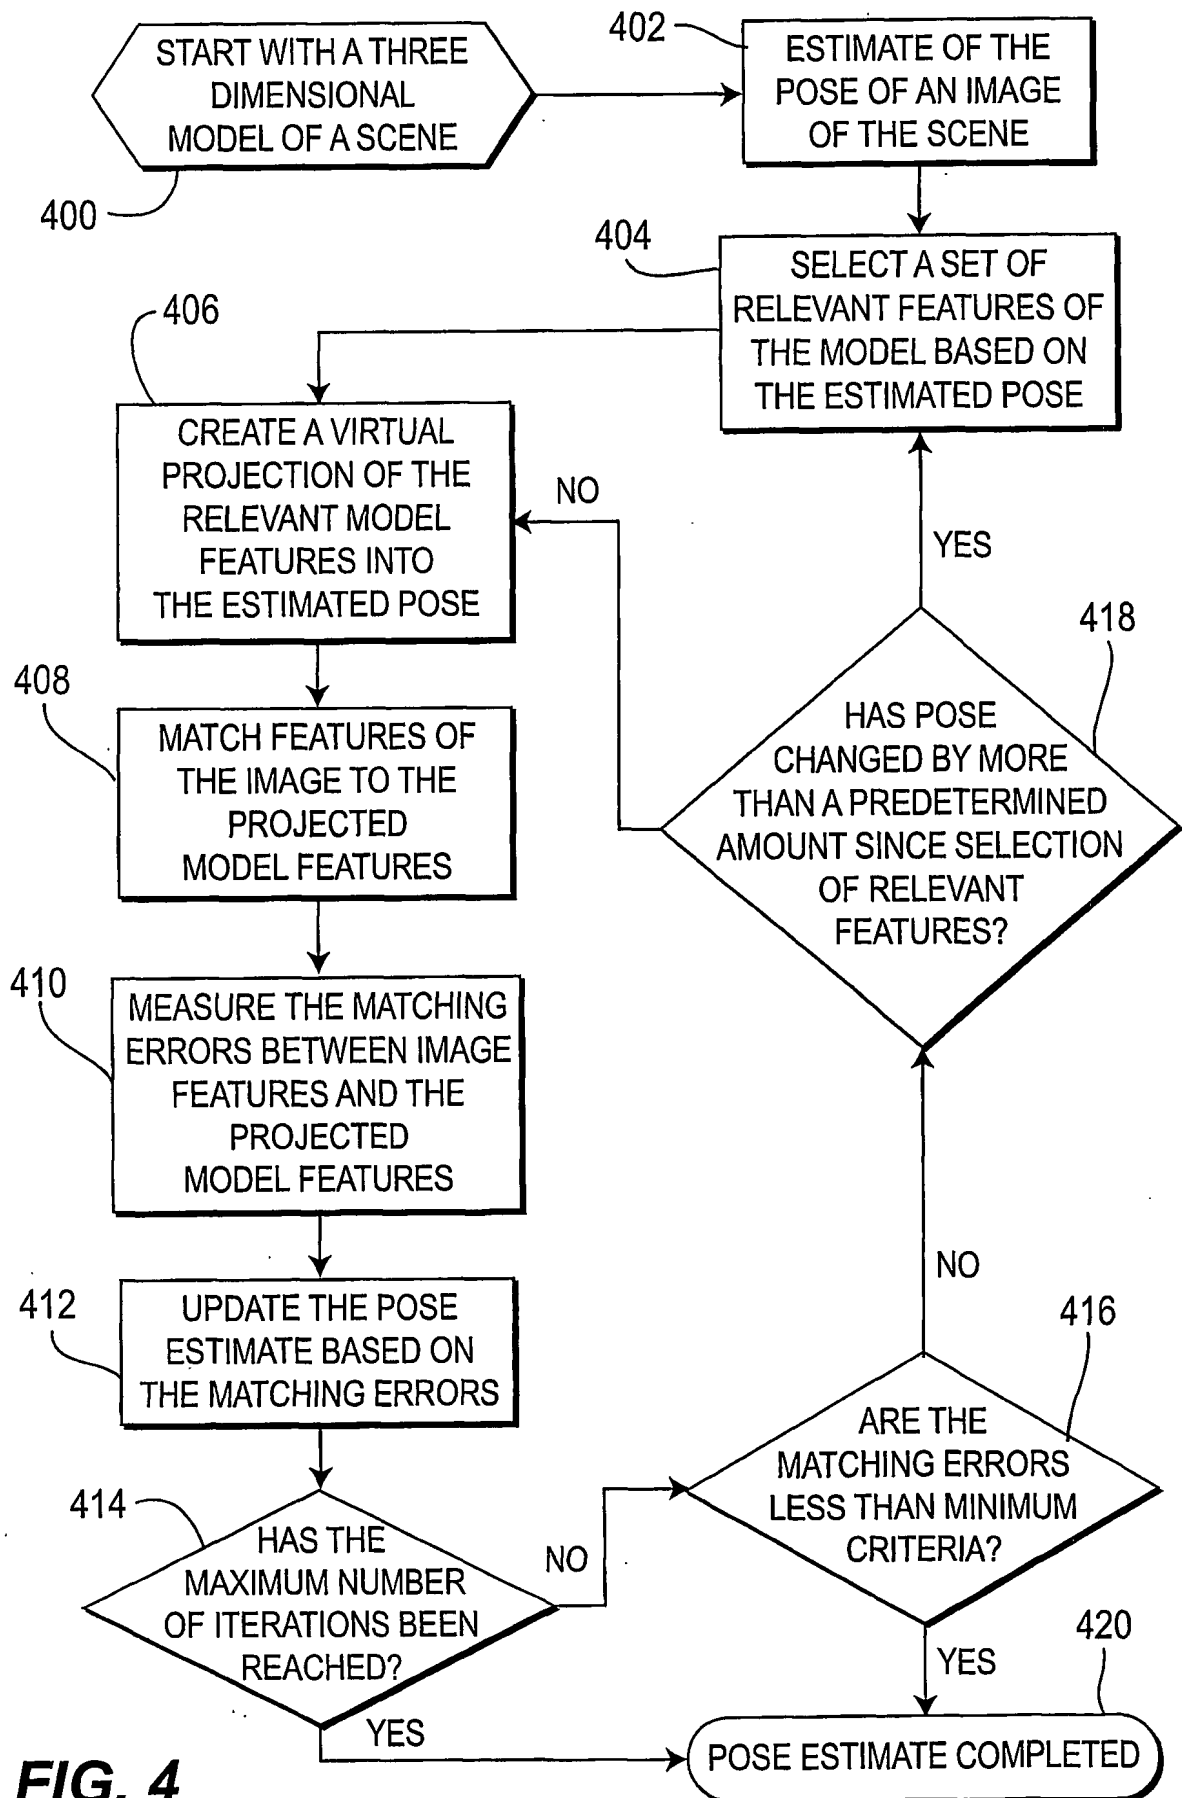 START WITH A THREE
DIMENSIONAL
MODEL OF A SCENE
400
402
ESTIMATE OF THE
POSE OF AN IMAGE
OF THE SCENE
404
SELECT A SET OF
RELEVANT FEATURES OF
THE MODEL BASED ON
THE ESTIMATED POSE
406
CREATE A VIRTUAL
PROJECTION OF THE
RELEVANT MODEL
FEATURES INTO
THE ESTIMATED POSE
NO
YES
408
MATCH FEATURES OF
THE IMAGE TO THE
PROJECTED
MODEL FEATURES
418
HAS POSE
CHANGED BY MORE
THAN A PREDETERMINED
AMOUNT SINCE SELECTION
OF RELEVANT
FEATURES?
410
MEASURE THE MATCHING
ERRORS BETWEEN IMAGE
FEATURES AND THE
PROJECTED
MODEL FEATURES
NO
412
UPDATE THE POSE
ESTIMATE BASED ON
THE MATCHING ERRORS
416
ARE THE
MATCHING ERRORS
LESS THAN MINIMUM
CRITERIA?
414
HAS THE
MAXIMUM NUMBER
OF ITERATIONS BEEN
REACHED?
NO
YES
YES
420
POSE ESTIMATE COMPLETED
FIG. 4